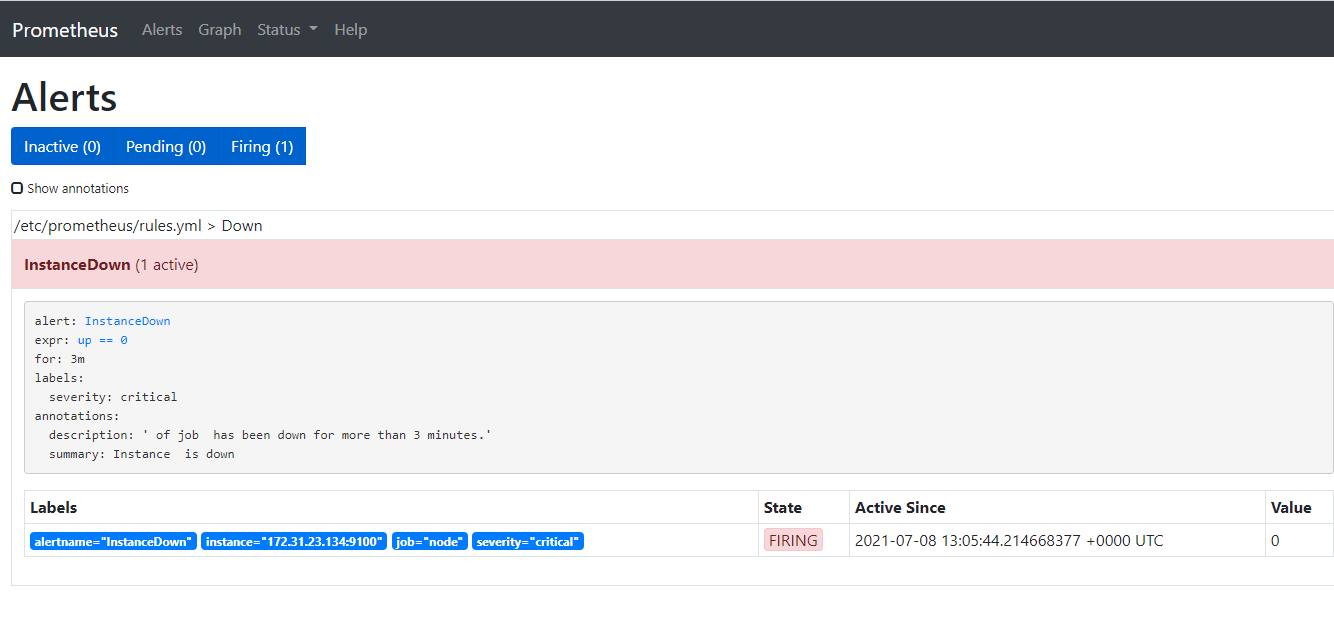 Prometheus Alerts Graph Status Help
Alerts
Inactive (0) Pending (0) Firing (1)
Show annotations
/etc/prometheus/rules.yml > Down
InstanceDown (1 active)
alert: InstanceDown
expr: up == 0
for: 3m
labels:
  severity: critical
annotations:
  description: ' of job  has been down for more than 3 minutes.'
  summary: Instance  is down
Labels State Active Since Value
alertname="InstanceDown" instance="172.31.23.134:9100" job="node" severity="critical" FIRING 2021-07-08 13:05:44.214668377 +0000 UTC 0